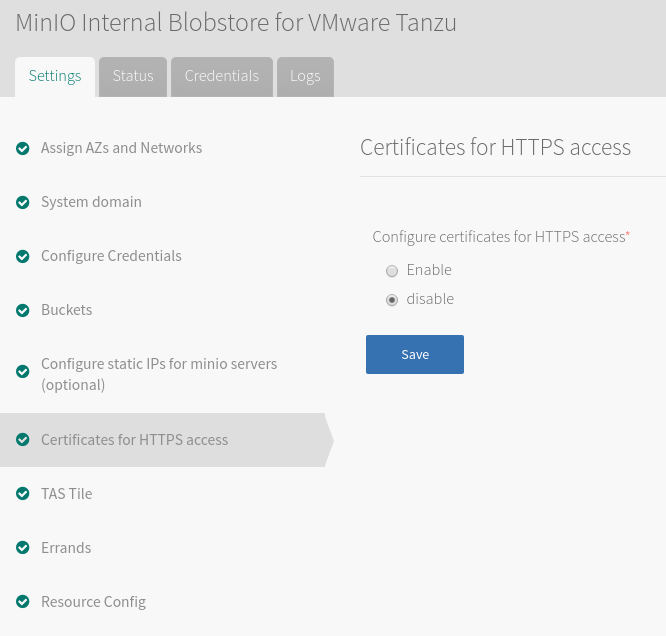 MinIO Internal Blobstore for VMware Tanzu
Settings
Status
Credentials
Logs
Assign AZs and Networks
System domain
Configure Credentials
Buckets
Configure static IPs for minio servers
(optional)
Certificates for HTTPS access
TAS Tile
Errands
Resource Config
Certificates for HTTPS access
Configure certificates for HTTPS access*
Enable
disable
Save